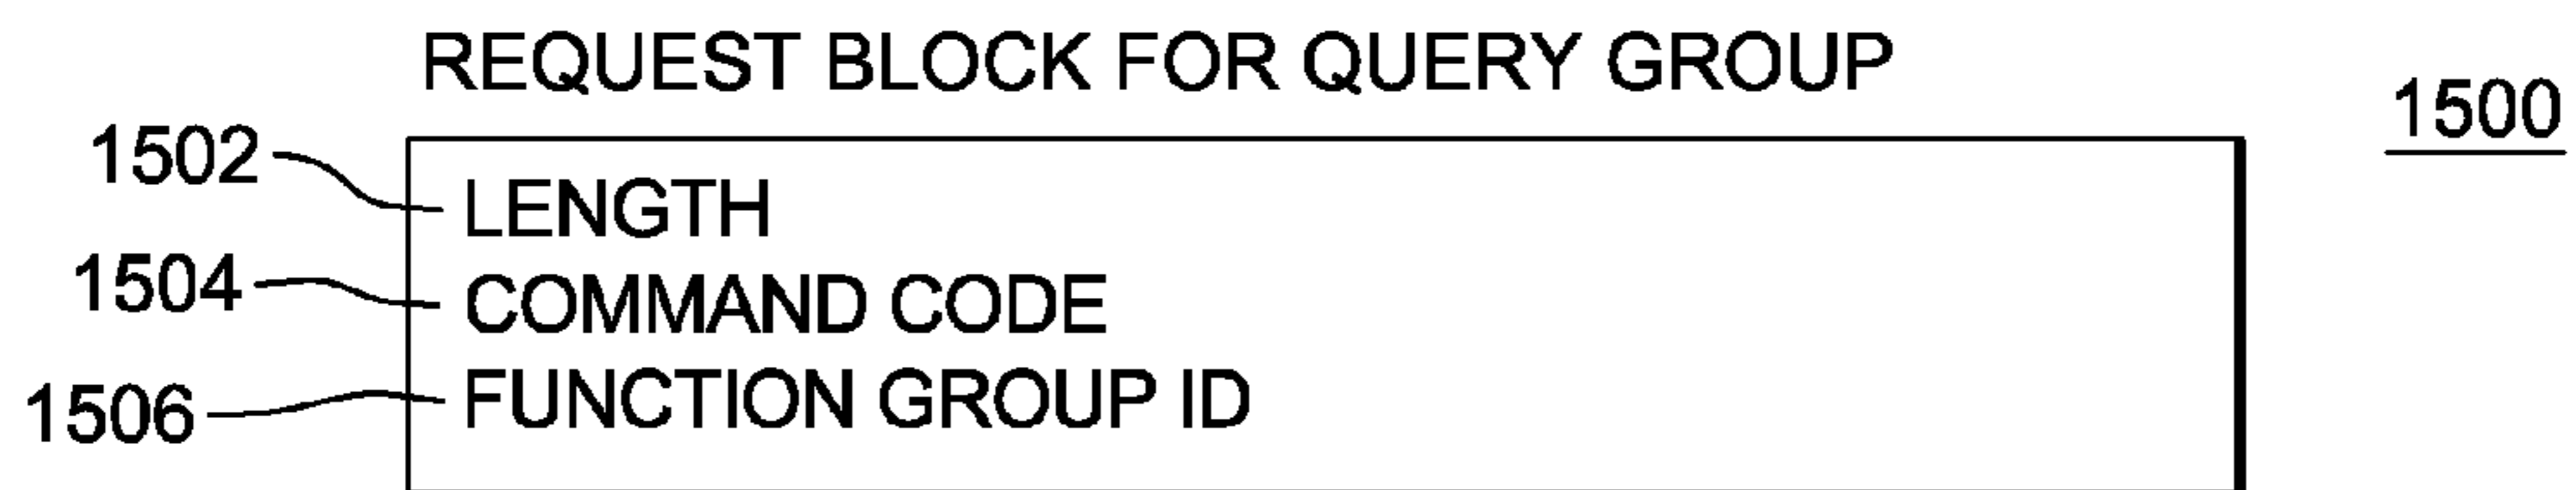 REQUEST BLOCK FOR QUERY GROUP
1500
1502 LENGTH
1504 COMMAND CODE
1506 FUNCTION GROUP ID